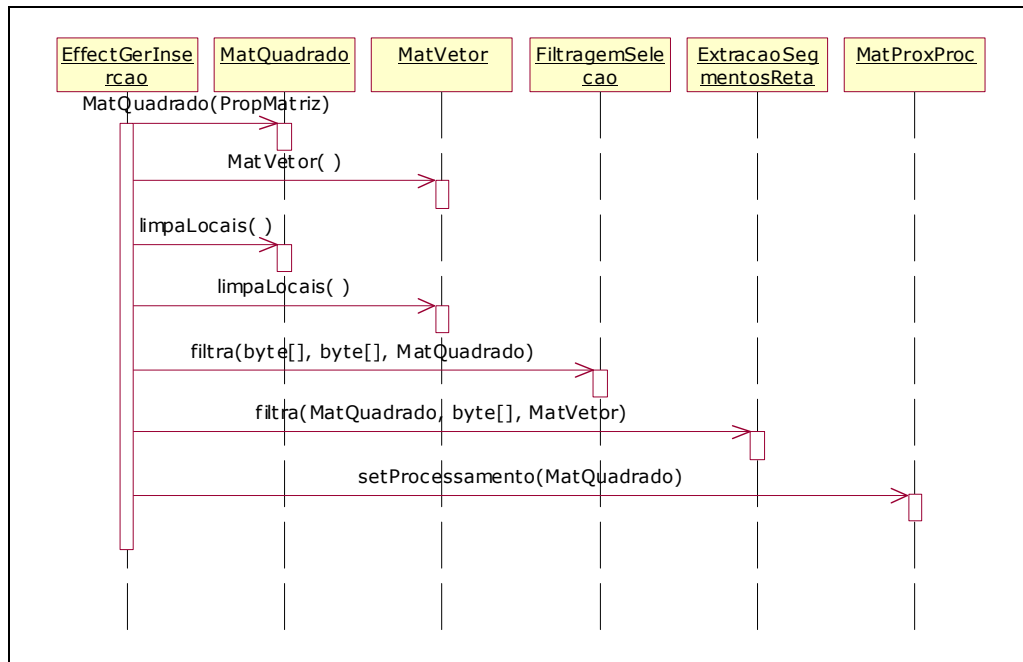 EffectGerInse
rcao
MatQuadrado
MatVetor
FiltragemSele
cao
ExtracaoSeg
mentosReta
MatProxProc
MatQuadrado(PropMatriz)
MatVetor( )
limpaLocais( )
limpaLocais( )
filtra(byte[], byte[], MatQuadrado)
filtra(MatQuadrado, byte[], MatVetor)
setProcessamento(MatQuadrado)